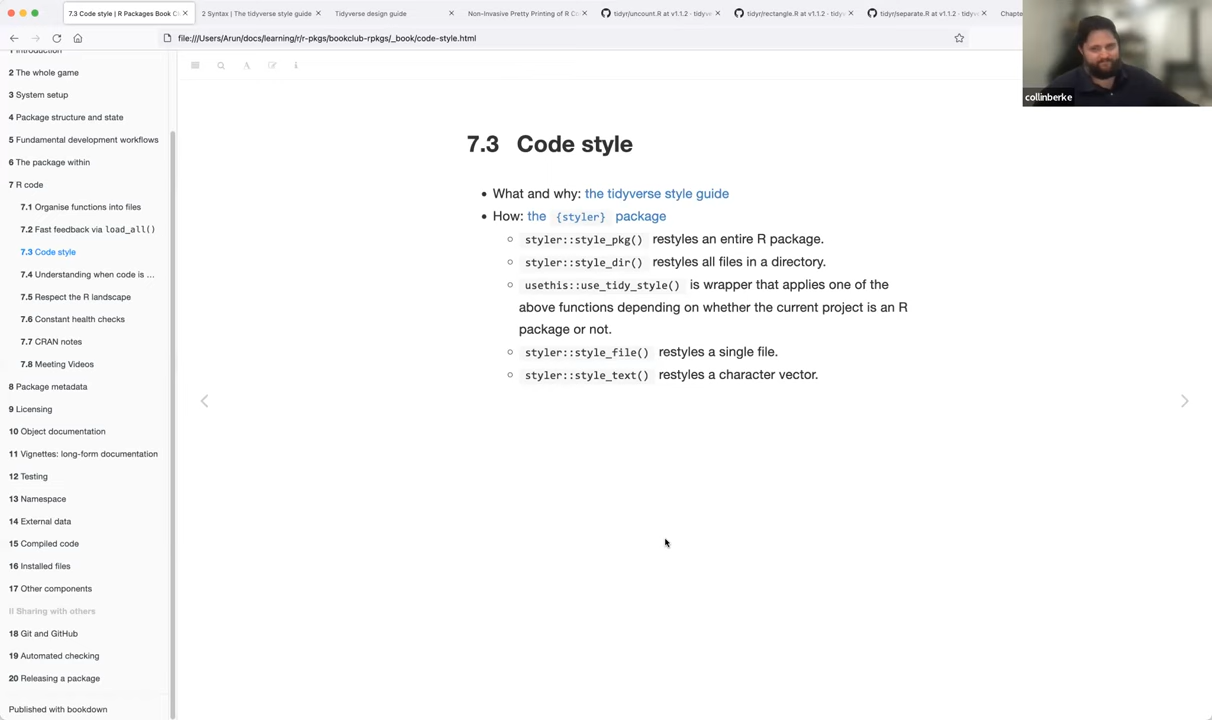 7.3 Code style | R Packages Book C
2 Syntax | The tidyverse style guide
Tidyverse design guide
Non-Invasive Pretty Printing of R C
tidyr/uncount.R at v1.1.2 · tidyve
tidyr/rectangle.R at v1.1.2 · tidy
tidyr/separate.R at v1.1.2 · tidyv
Chapte
file:///Users/Arun/docs/learning/r/r-pkgs/bookclub-rpkgs/_book/code-style.html
collinberke
1 Introduction
2 The whole game
3 System setup
4 Package structure and state
5 Fundamental development workflows
6 The package within
7 R code
7.1 Organise functions into files
7.2 Fast feedback via load_all()
7.3 Code style
7.4 Understanding when code is ...
7.5 Respect the R landscape
7.6 Constant health checks
7.7 CRAN notes
7.8 Meeting Videos
8 Package metadata
9 Licensing
10 Object documentation
11 Vignettes: long-form documentation
12 Testing
13 Namespace
14 External data
15 Compiled code
16 Installed files
17 Other components
II Sharing with others
18 Git and GitHub
19 Automated checking
20 Releasing a package
Published with bookdown
7.3 Code style
• What and why: the tidyverse style guide
• How: the {styler} package
○ styler::style_pkg() restyles an entire R package.
○ styler::style_dir() restyles all files in a directory.
○ usethis::use_tidy_style() is wrapper that applies one of the
above functions depending on whether the current project is an R
package or not.
○ styler::style_file() restyles a single file.
○ styler::style_text() restyles a character vector.